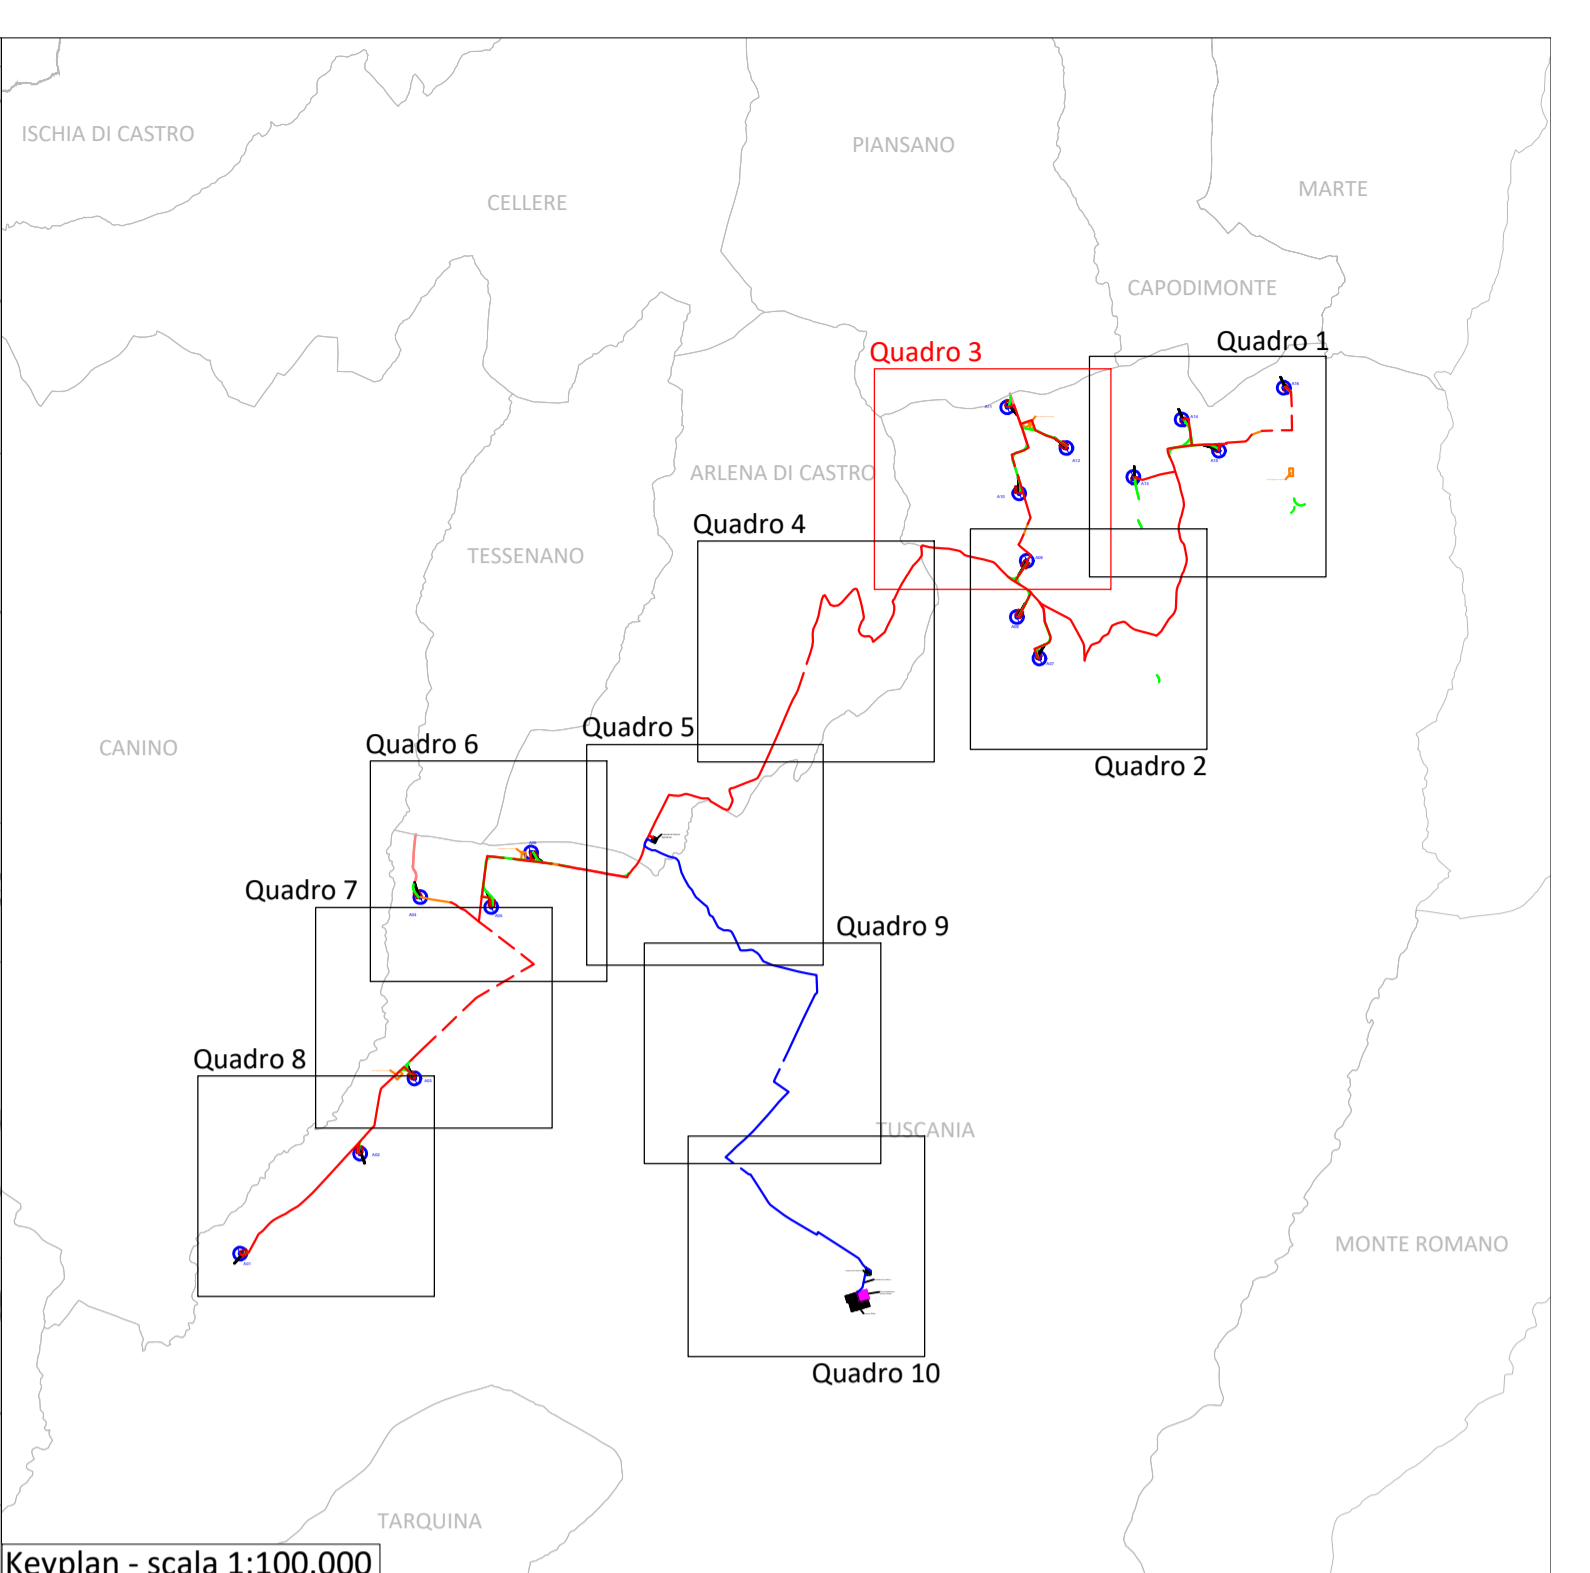 ISCHIA DI CASTRO
PIANSANO
MARTE
CELLERE
CAPODIMONTE
Quadro 1
Quadro 3
ARLENA DI CASTRO
Quadro 4
TESSENANO
Quadro 5
Quadro 6
CANINO
Quadro 2
Quadro 7
Quadro 9
Quadro 8
TUSCANIA
MONTE ROMANO
Quadro 10
TARQUINA
Keyplan - scala 1:100.000